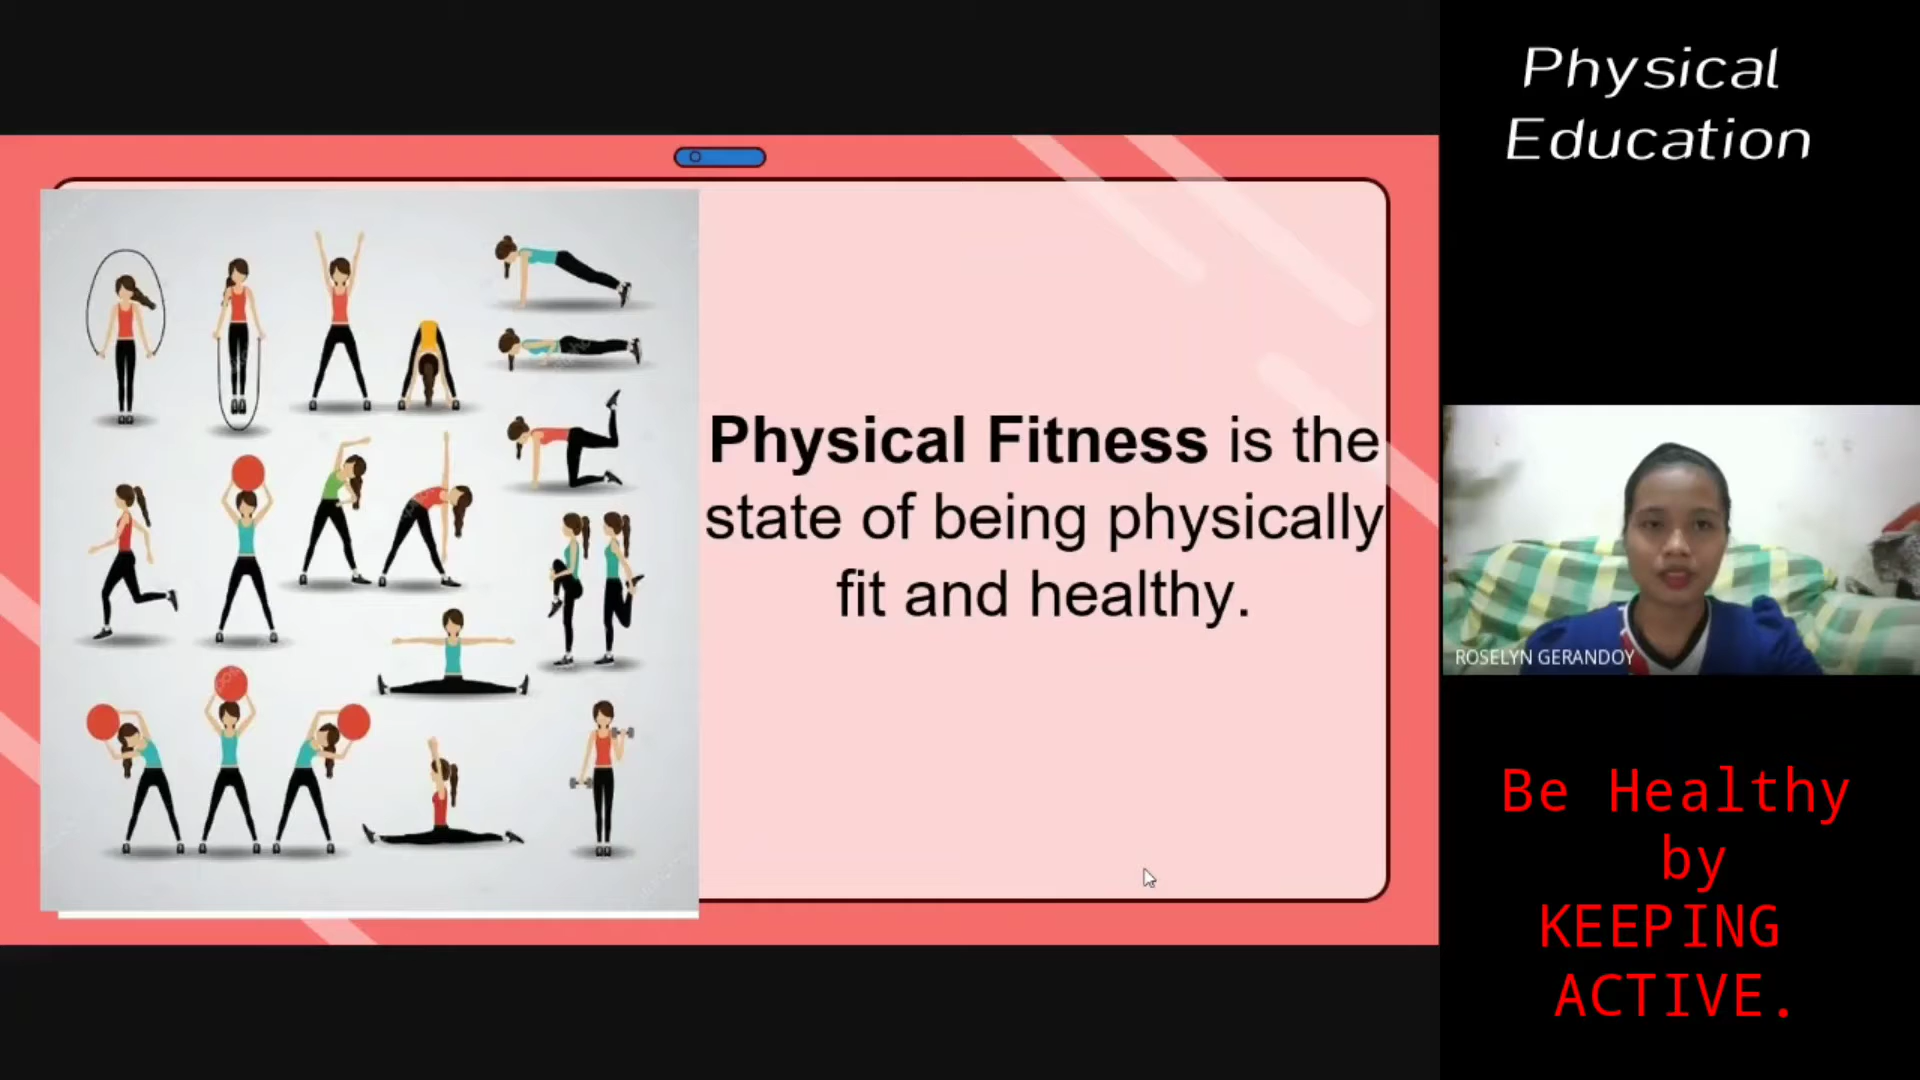 Physical
Education
Physical Fitness is the
state of being physically
fit and healthy.
ROSELYN GERANDOY
Be Healthy
by
KEEPING
ACTIVE.